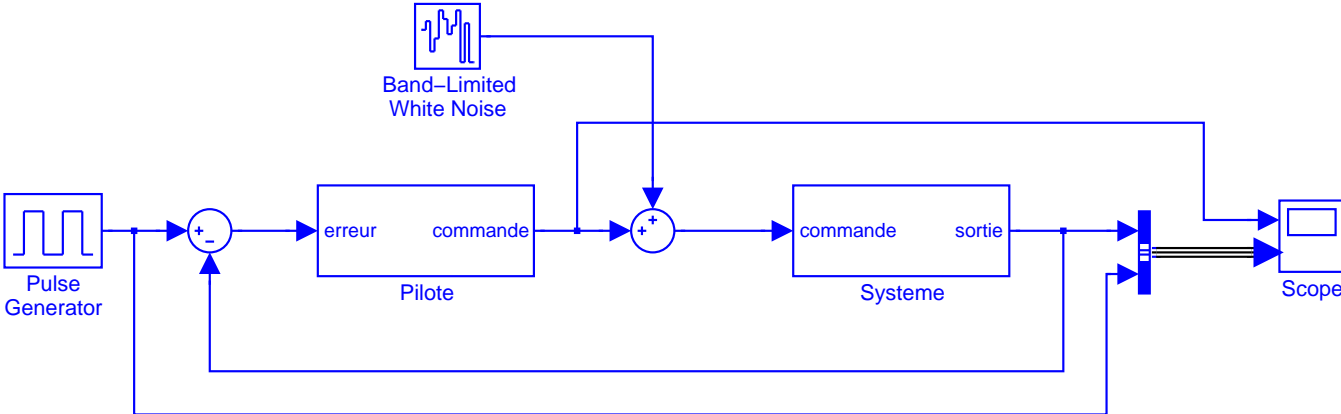 Band−Limited
White Noise
Pulse
Generator
+
−
erreur
commande
Pilote
+
+
commande
sortie
Systeme
Scope